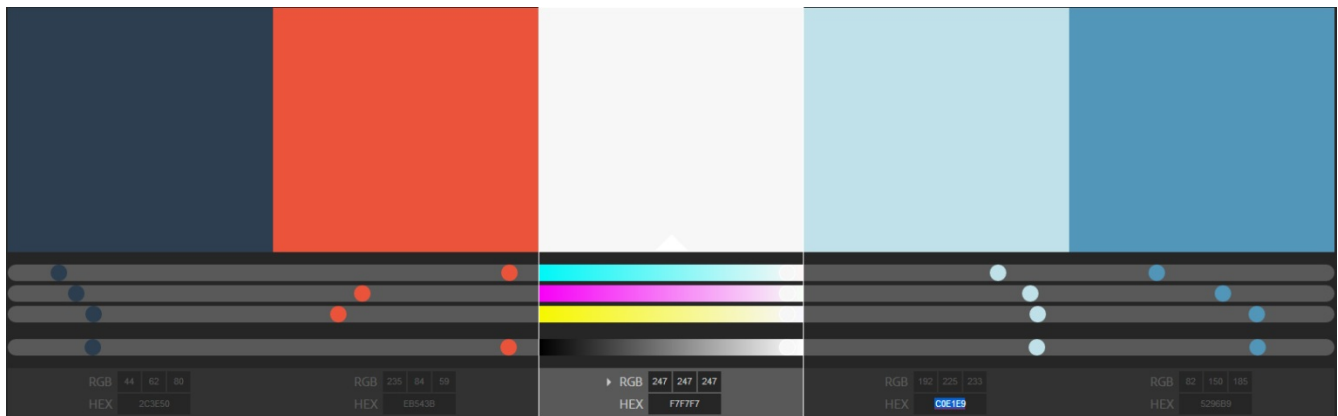 RGB 44 62 80
HEX 2C3E50
RGB 235 84 59
HEX EB543B
RGB 247 247 247
HEX F7F7F7
RGB 192 225 233
HEX C0E1E9
RGB 82 150 185
HEX 5296B9